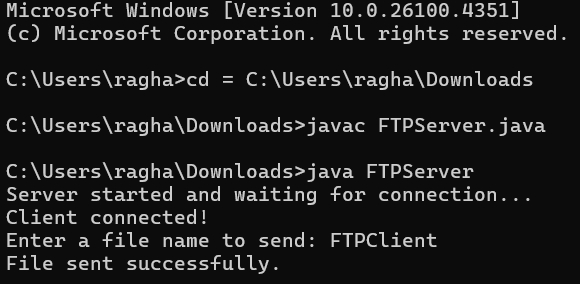 Microsoft Windows [Version 10.0.26100.4351]
(c) Microsoft Corporation. All rights reserved.
C:\Users\ragha>cd = C:\Users\ragha\Downloads
C:\Users\ragha\Downloads>javac FTPServer.java
C:\Users\ragha\Downloads>java FTPServer
Server started and waiting for connection...
Client connected!
Enter a file name to send: FTPClient
File sent successfully.